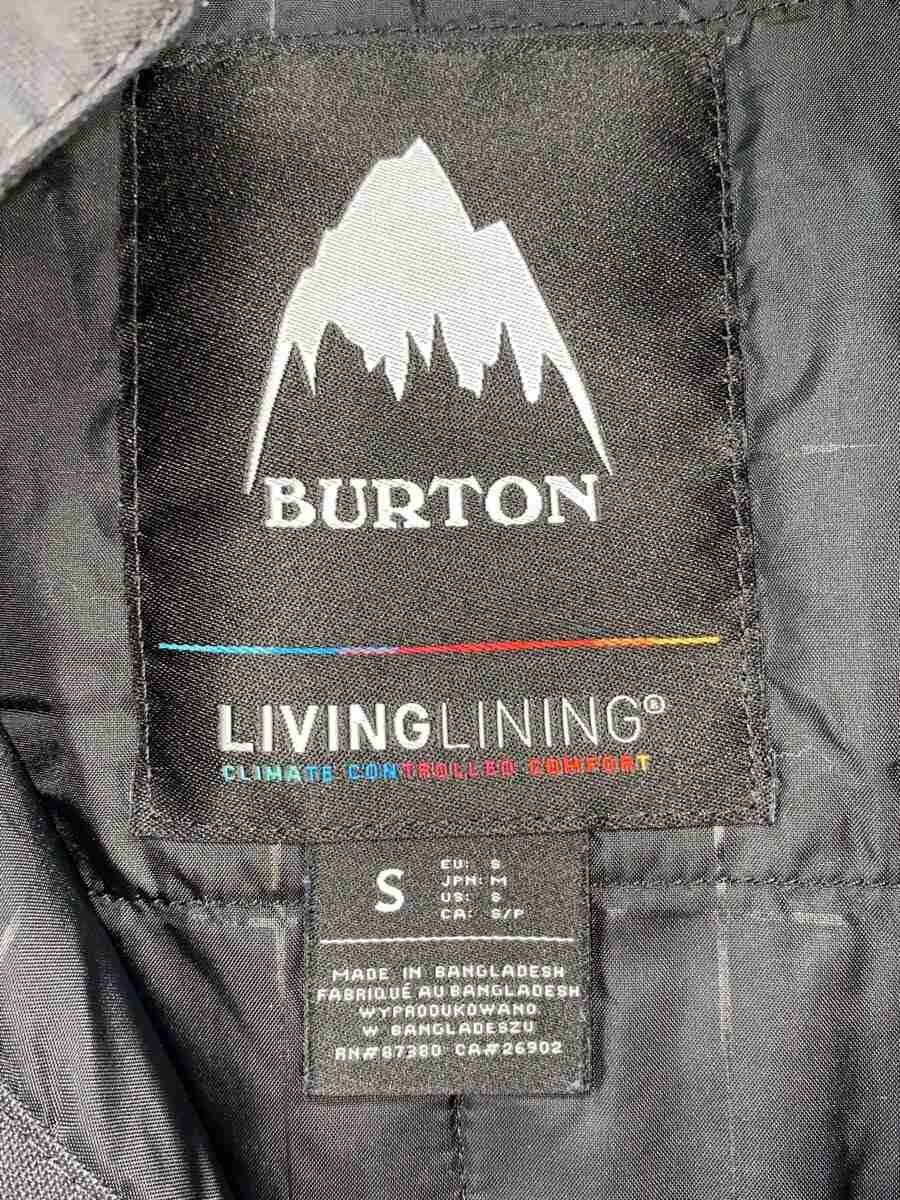 BURTON
LIVINGLINING®
CLIMATE CONTROLLED COMFORT
S
EU: S
JPN: M
US: S
CA: S/P
MADE IN BANGLADESH
FABRIQUÉ AU BANGLADESH
WYPRODUKOWANO
W BANGLADESZU
RN#87380 CA#26902